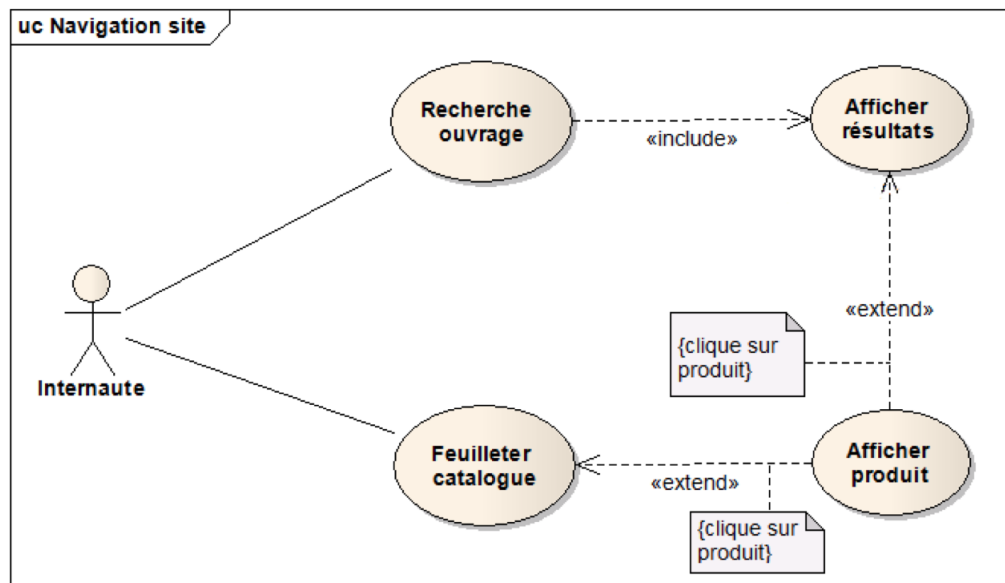 uc Navigation site
Recherche
ouvrage
«include»
Afficher
résultats
«extend»
{clique sur
produit}
Internaute
Feuilleter
catalogue
«extend»
Afficher
produit
{clique sur
produit}